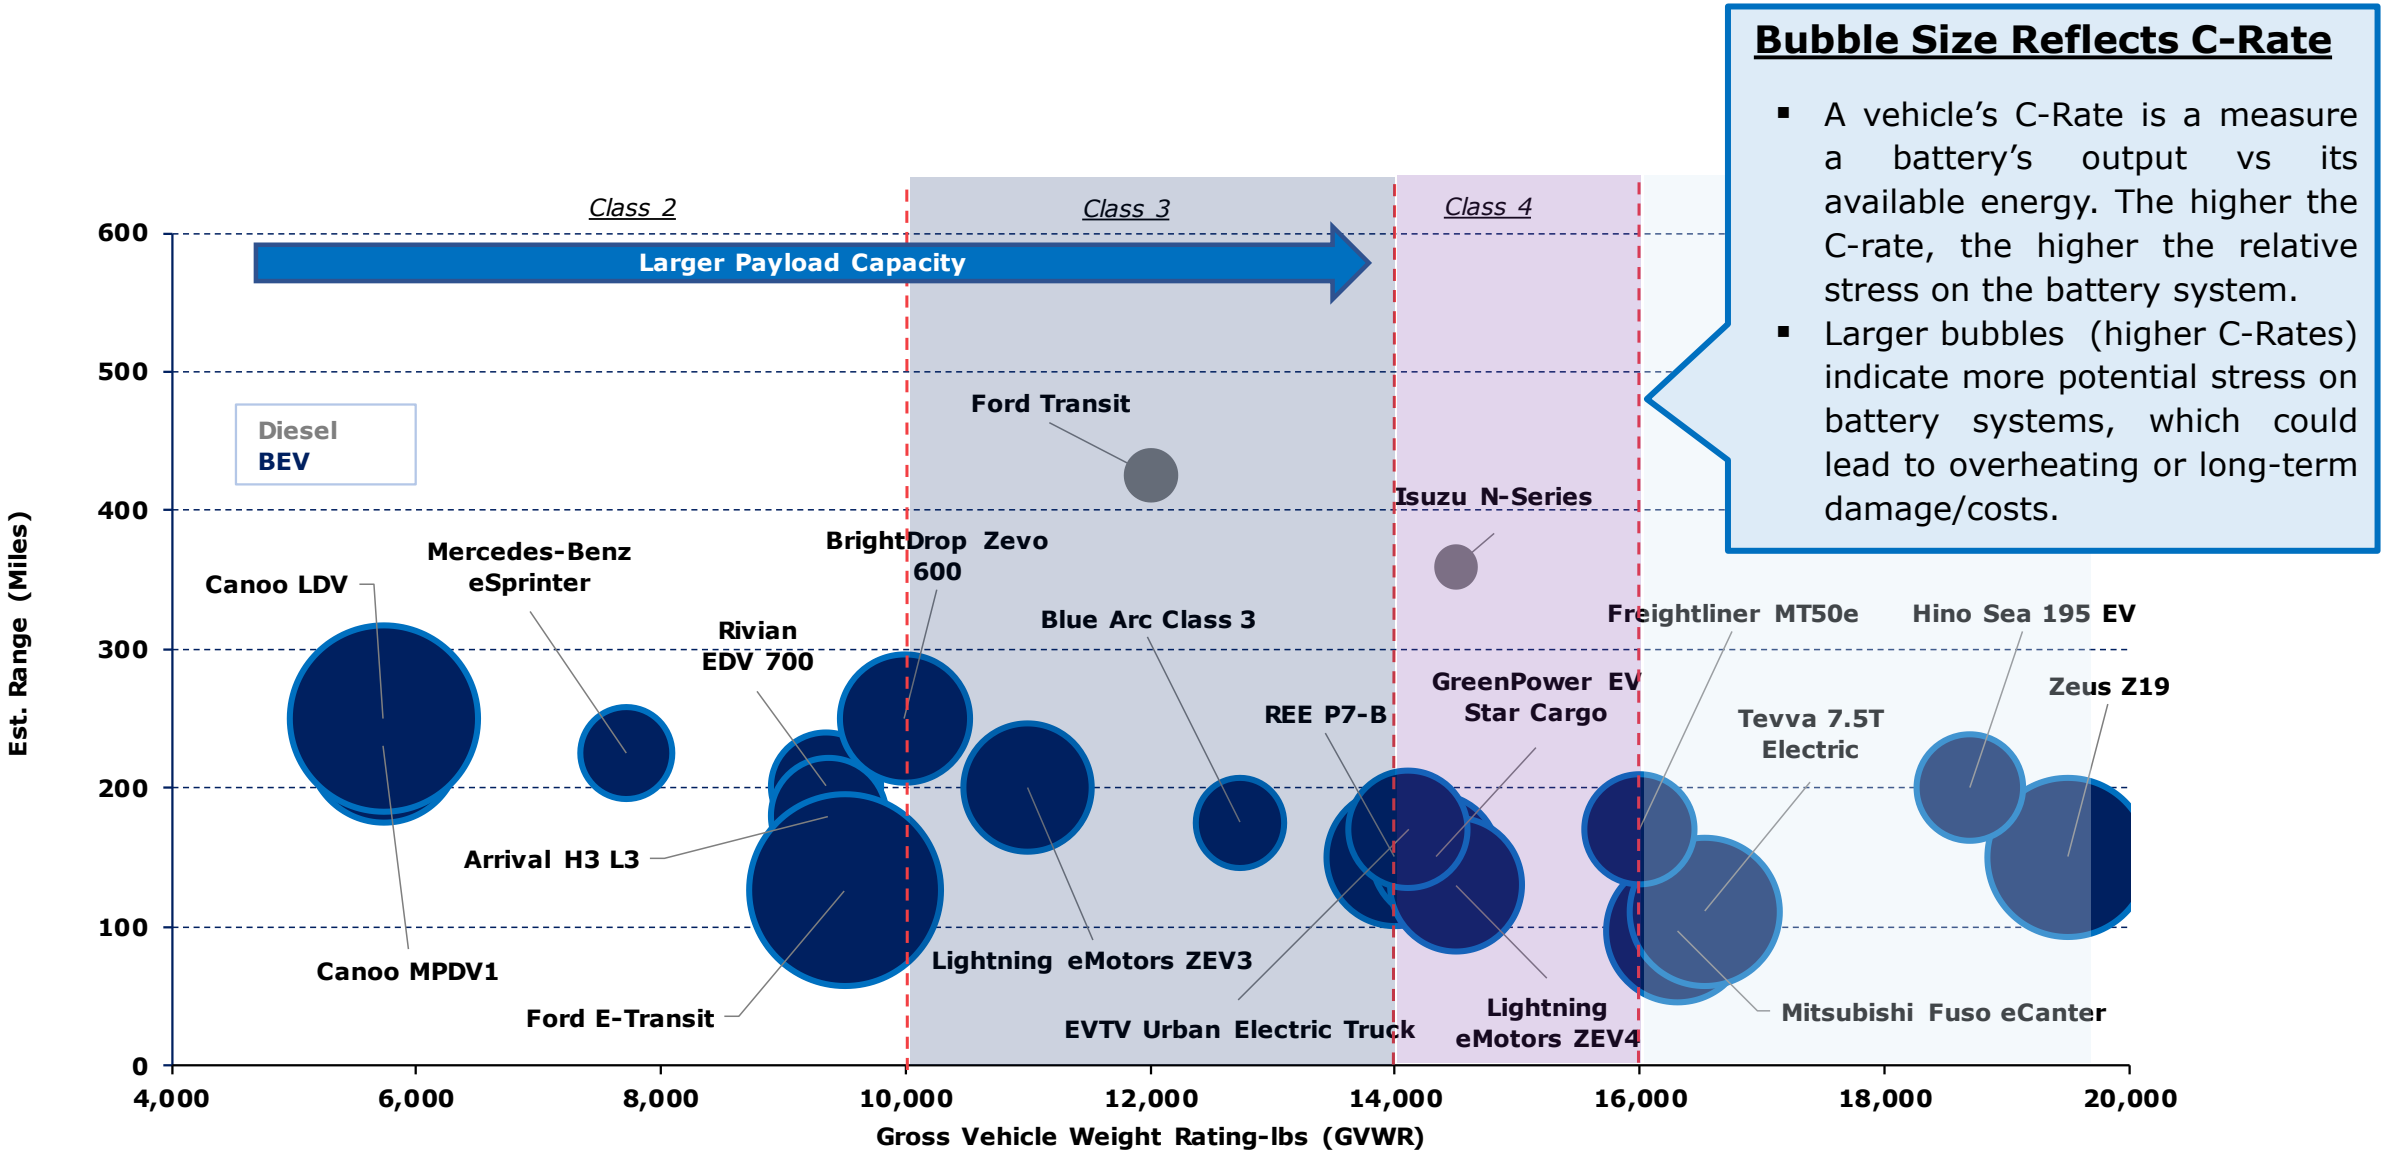 Bubble Size Reflects C-Rate
▪ A vehicle’s C-Rate is a measure
a battery’s output vs its
available energy. The higher the
C-rate, the higher the relative
stress on the battery system.
▪ Larger bubbles (higher C-Rates)
indicate more potential stress on
battery systems, which could
lead to overheating or long-term
damage/costs.
Class 2
Class 3
Class 4
Larger Payload Capacity
Est. Range (Miles)
600
500
400
300
200
100
0
Diesel
BEV
Ford Transit
Isuzu N-Series
BrightDrop Zevo
600
Mercedes-Benz
eSprinter
Canoo LDV
Rivian
EDV 700
Blue Arc Class 3
Freightliner MT50e
Hino Sea 195 EV
GreenPower EV
Star Cargo
REE P7-B
Zeus Z19
Tevva 7.5T
Electric
Arrival H3 L3
Canoo MPDV1
Lightning eMotors ZEV3
Ford E-Transit
EVTV Urban Electric Truck
Lightning
eMotors ZEV4
Mitsubishi Fuso eCanter
4,000
6,000
8,000
10,000
12,000
14,000
16,000
18,000
20,000
Gross Vehicle Weight Rating-lbs (GVWR)